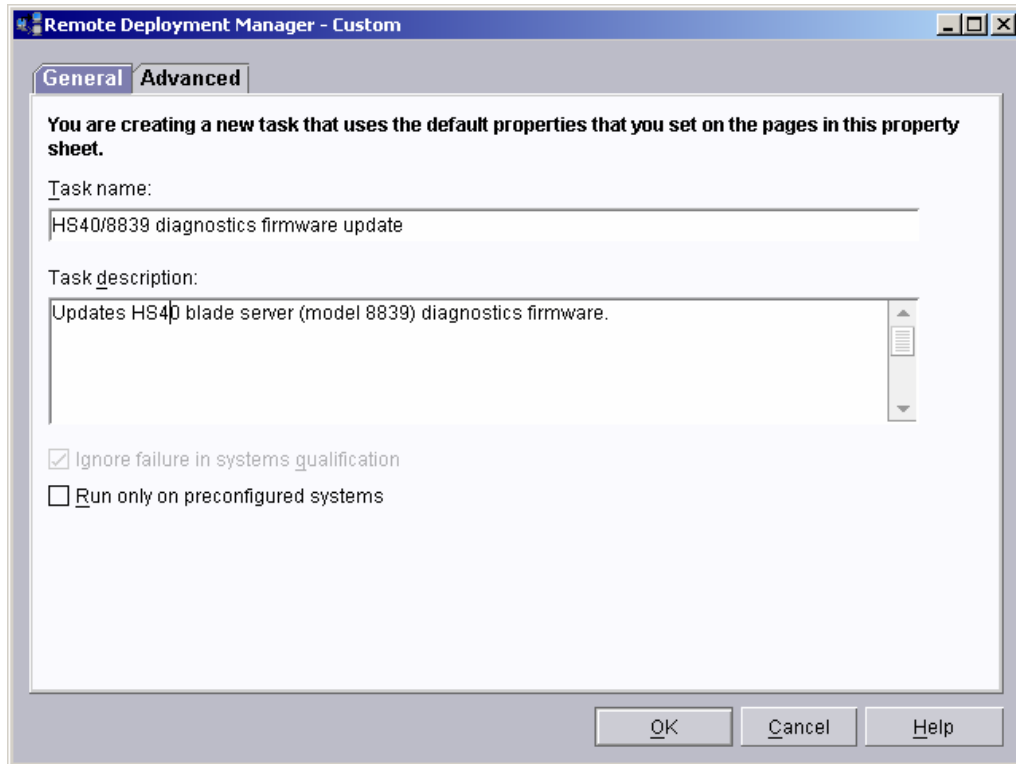 Remote Deployment Manager - Custom
General Advanced
You are creating a new task that uses the default properties that you set on the pages in this property
sheet.
Task name:
HS40/8839 diagnostics firmware update
Task description:
Updates HS40 blade server (model 8839) diagnostics firmware.
Ignore failure in systems qualification
Run only on preconfigured systems
OK Cancel Help